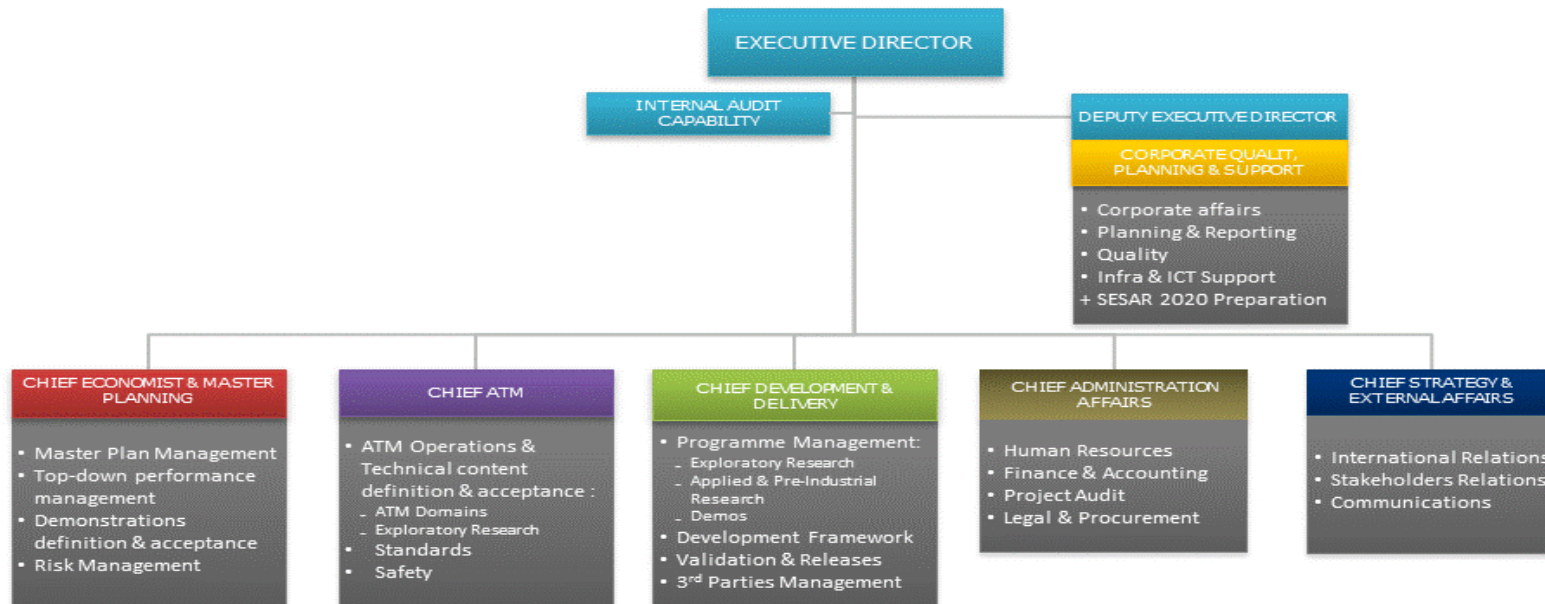 EXECUTIVE DIRECTOR
INTERNAL AUDIT
CAPABILITY
DEPUTY EXECUTIVE DIRECTOR
CORPORATE QUALIT,
PLANNING & SUPPORT
• Corporate affairs
• Planning & Reporting
• Quality
• Infra & ICT Support
+ SESAR 2020 Preparation
CHIEF ECONOMIST & MASTER
PLANNING
• Master Plan Management
• Top-down performance
management
• Demonstrations
definition & acceptance
• Risk Management
CHIEF ATM
• ATM Operations &
Technical content
definition & acceptance :
- ATM Domains
- Exploratory Research
• Standards
• Safety
CHIEF DEVELOPMENT &
DELIVERY
• Programme Management:
- Exploratory Research
- Applied & Pre-Industrial
Research
- Demos
• Development Framework
• Validation & Releases
• 3rd Parties Management
CHIEF ADMINISTRATION
AFFAIRS
• Human Resources
• Finance & Accounting
• Project Audit
• Legal & Procurement
CHIEF STRATEGY &
EXTERNAL AFFAIRS
• International Relations
• Stakeholders Relations
• Communications